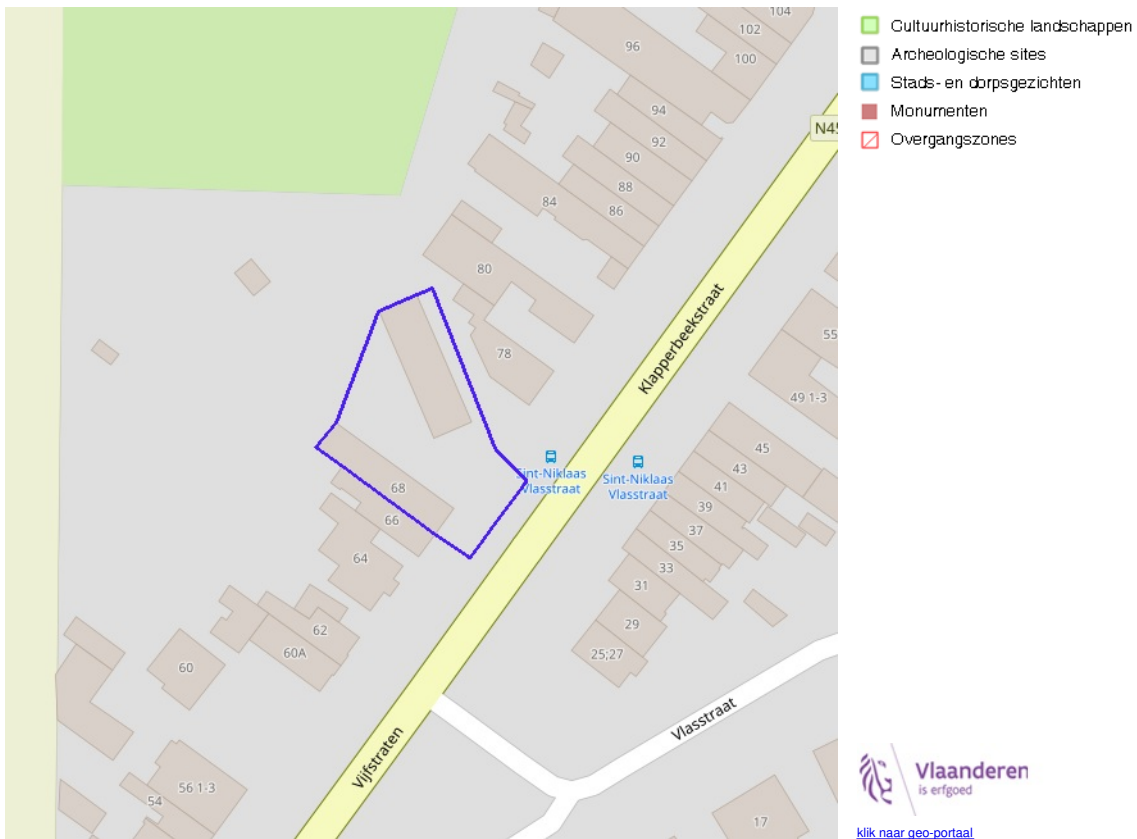 104
102
100
96
94
92
90
88
86
84
80
78
N45
Klapperbeekstraat
55
49 1-3
45
43
41
39
37
35
33
31
29
25;27
Sint-Niklaas
Vlasstraat
Sint-Niklaas
Vlasstraat
68
66
64
62
60A
60
56 1-3
54
Vijfstraten
Vlasstraat
17
Cultuurhistorische landschappen
Archeologische sites
Stads- en dorpsgezichten
Monumenten
Overgangszones
Vlaanderen
is erfgoed
klik naar geo-portaal